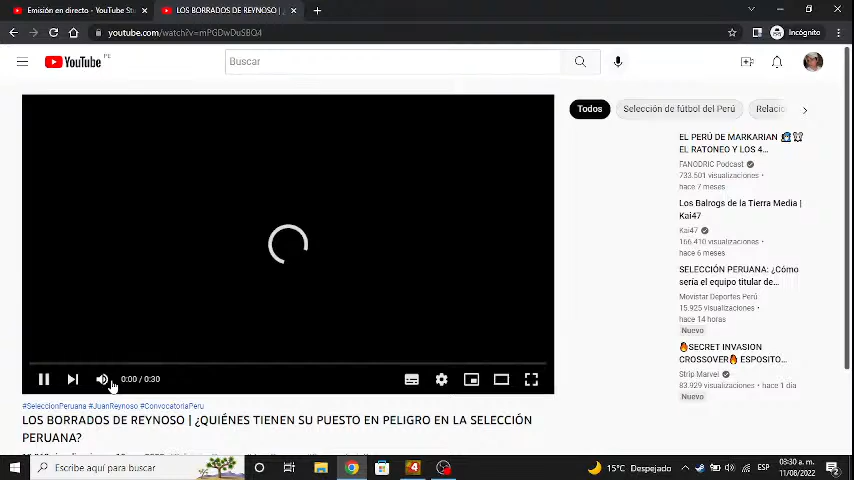 Emisión en directo - YouTube Stu
LOS BORRADOS DE REYNOSO |
Incógnito
youtube.com/watch?v=mPGDwDuSBQ4
YouTube PE
Buscar
Todos
Selección de fútbol del Perú
Relacio
EL PERÚ DE MARKARIAN
EL RATONEO Y LOS 4...
FANODRIC Podcast
733.501 visualizaciones •
hace 7 meses
Los Balrogs de la Tierra Media |
Kai47
Kai47
166.410 visualizaciones •
hace 6 meses
SELECCIÓN PERUANA: ¿Cómo
sería el equipo titular de...
Movistar Deportes Perú
15.925 visualizaciones •
hace 14 horas
Nuevo
🔥SECRET INVASION
CROSSOVER🔥 ESPOSITO...
Strip Marvel
83.929 visualizaciones • hace 1 día
Nuevo
0:00 / 0:30
#SeleccionPeruana #JuanReynoso #ConvocatoriaPeru
LOS BORRADOS DE REYNOSO | ¿QUIÉNES TIENEN SU PUESTO EN PELIGRO EN LA SELECCIÓN
PERUANA?
Escribe aquí para buscar
15°C Despejado
ESP
03:30 a. m.
11/08/2022